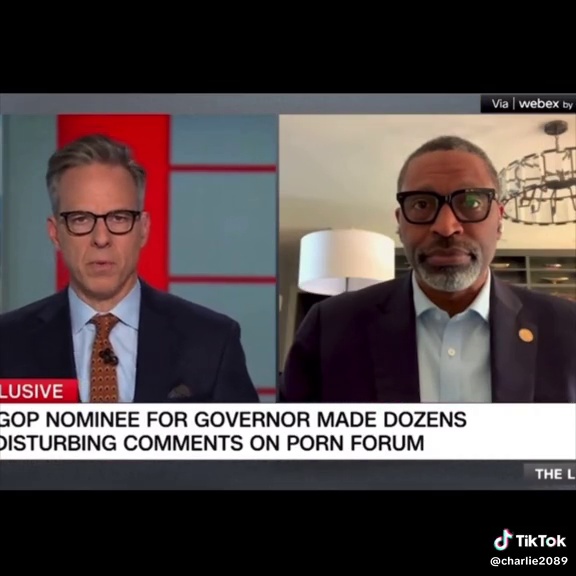 Via | webex by
LUSIVE
GOP NOMINEE FOR GOVERNOR MADE DOZENS
DISTURBING COMMENTS ON PORN FORUM
THE L
TikTok
@charlie2089